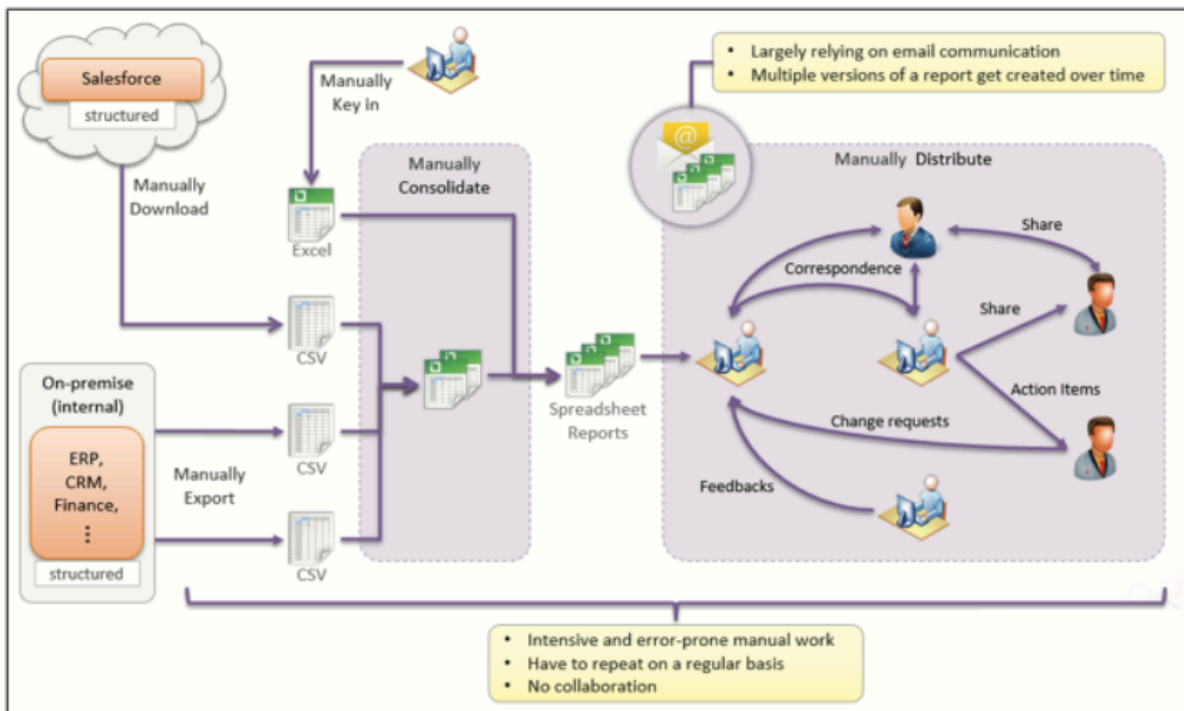 Salesforce
structured
Manually
Key in
• Largely relying on email communication
• Multiple versions of a report get created over time
@
Manually
Download
Manually
Consolidate
Manually Distribute
Excel
CSV
Share
Correspondence
Share
On-premise
(internal)
ERP,
CRM,
Finance,
⋮
structured
Manually
Export
CSV
CSV
Spreadsheet
Reports
Action Items
Change requests
Feedbacks
• Intensive and error-prone manual work
• Have to repeat on a regular basis
• No collaboration